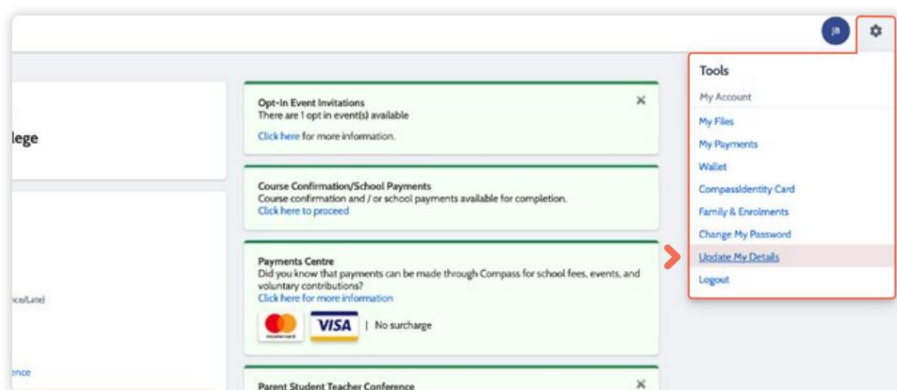 JB
lege
nce/Late)
ence
Opt-In Event Invitations
There are 1 opt in event(s) available
Click here for more information.
Course Confirmation/School Payments
Course confirmation and / or school payments available for completion.
Click here to proceed
Payments Centre
Did you know that payments can be made through Compass for school fees, events, and
voluntary contributions?
Click here for more information
mastercard VISA | No surcharge
Parent Student Teacher Conference
Tools
My Account
My Files
My Payments
Wallet
CompassIdentity Card
Family & Enrolments
Change My Password
Update My Details
Logout